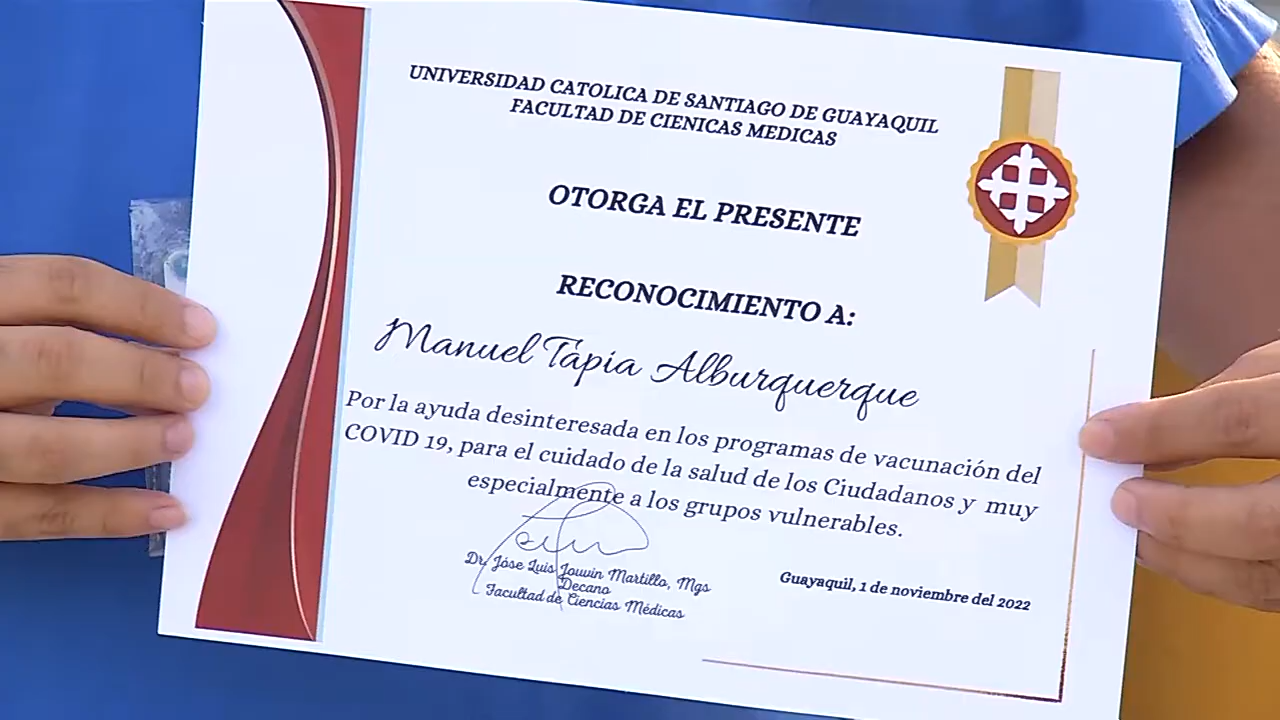 UNIVERSIDAD CATOLICA DE SANTIAGO DE GUAYAQUIL
FACULTAD DE CIENICAS MEDICAS
OTORGA EL PRESENTE
RECONOCIMIENTO A:
Manuel Tapia Alburquerque
Por la ayuda desinteresada en los programas de vacunación del
COVID 19, para el cuidado de la salud de los Ciudadanos y muy
especialmente a los grupos vulnerables.
Dr. Jóse Luis Jouvin Martillo, Mgs
Decano
Facultad de Ciencias Médicas
Guayaquil, 1 de noviembre del 2022